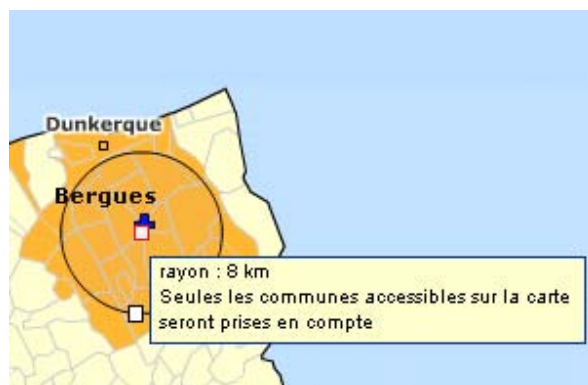 Dunkerque
Bergues
rayon : 8 km
Seules les communes accessibles sur la carte
seront prises en compte